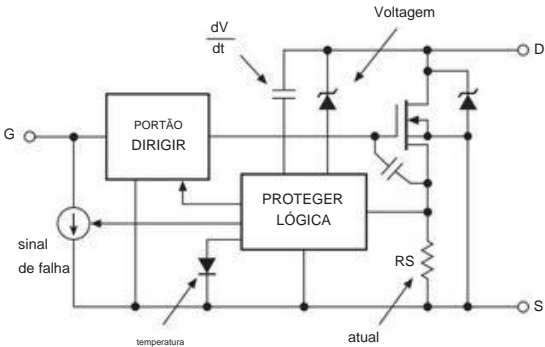 dV
dt
Voltagem
D
G
PORTÃO
DIRIGIR
PROTEGER
LÓGICA
sinal
de falha
RS
S
temperatura
atual